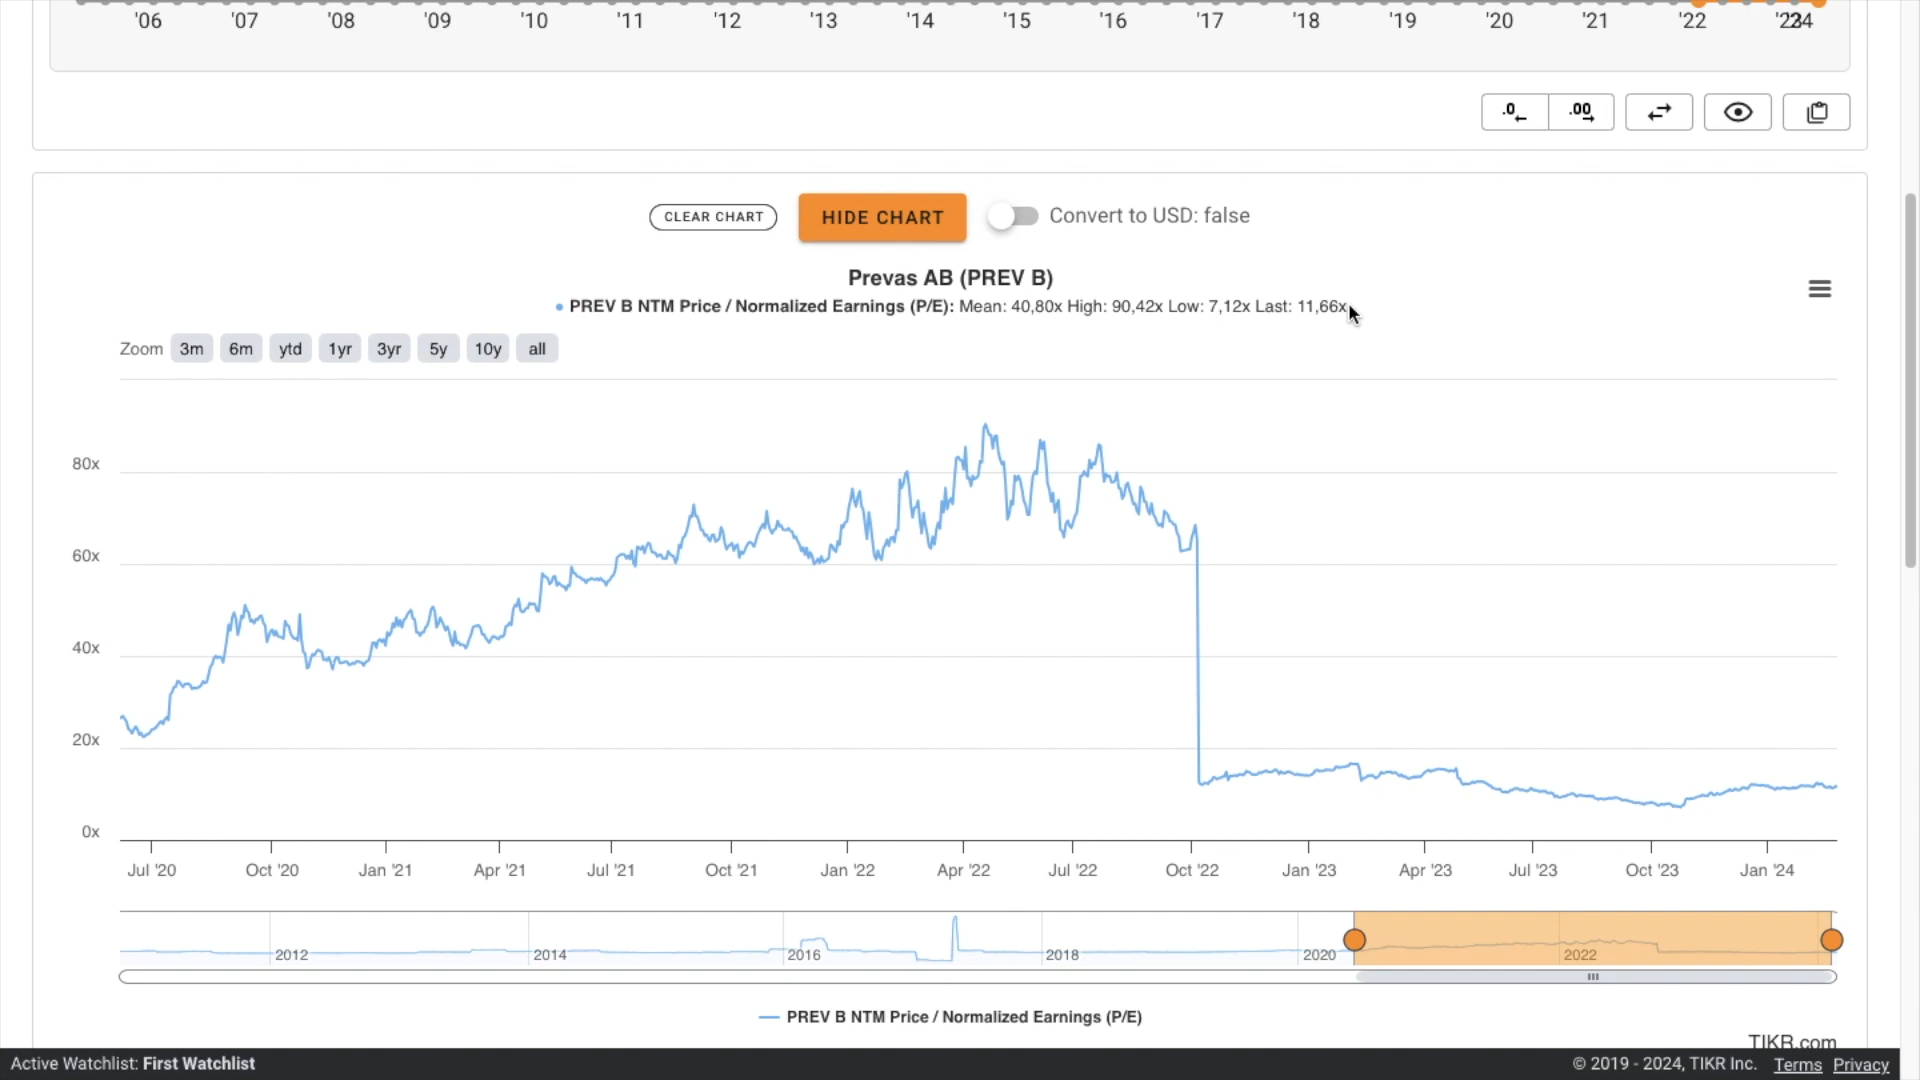 '06 '07 '08 '09 '10 '11 '12 '13 '14 '15 '16 '17 '18 '19 '20 '21 '22 '24
.0 .00
CLEAR CHART HIDE CHART Convert to USD: false
Prevas AB (PREV B)
PREV B NTM Price / Normalized Earnings (P/E): Mean: 40,80x High: 90,42x Low: 7,12x Last: 11,66x
Zoom 3m 6m ytd 1yr 3yr 5y 10y all
80x
60x
40x
20x
0x
Jul '20 Oct '20 Jan '21 Apr '21 Jul '21 Oct '21 Jan '22 Apr '22 Jul '22 Oct '22 Jan '23 Apr '23 Jul '23 Oct '23 Jan '24
2012 2014 2016 2018 2020 2022
PREV B NTM Price / Normalized Earnings (P/E)
TIKR.com
Active Watchlist: First Watchlist © 2019 - 2024, TIKR Inc. Terms Privacy